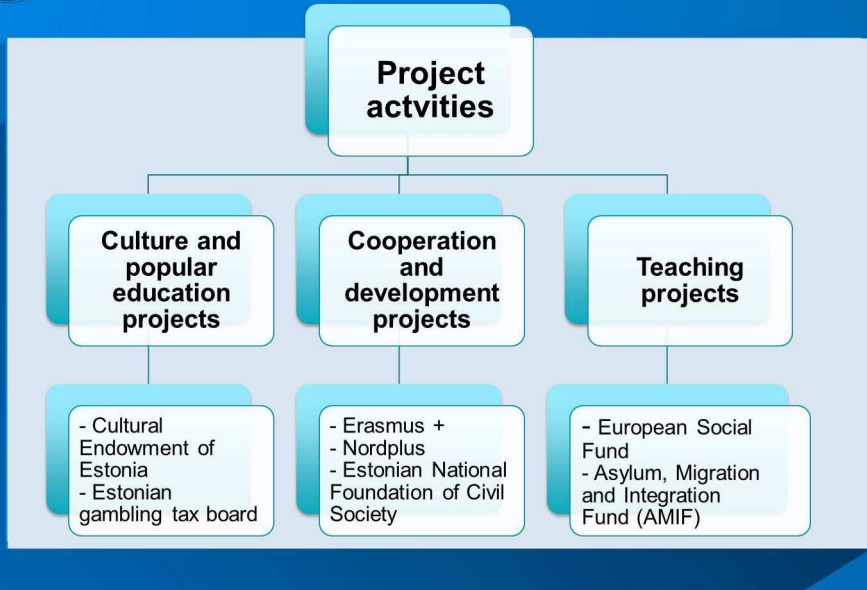 Project
actvities
Culture and
popular
education
projects
Cooperation
and
development
projects
Teaching
projects
- Cultural
Endowment of
Estonia
- Estonian
gambling tax board
- Erasmus +
- Nordplus
- Estonian National
Foundation of Civil
Society
- European Social
Fund
- Asylum, Migration
and Integration
Fund (AMIF)